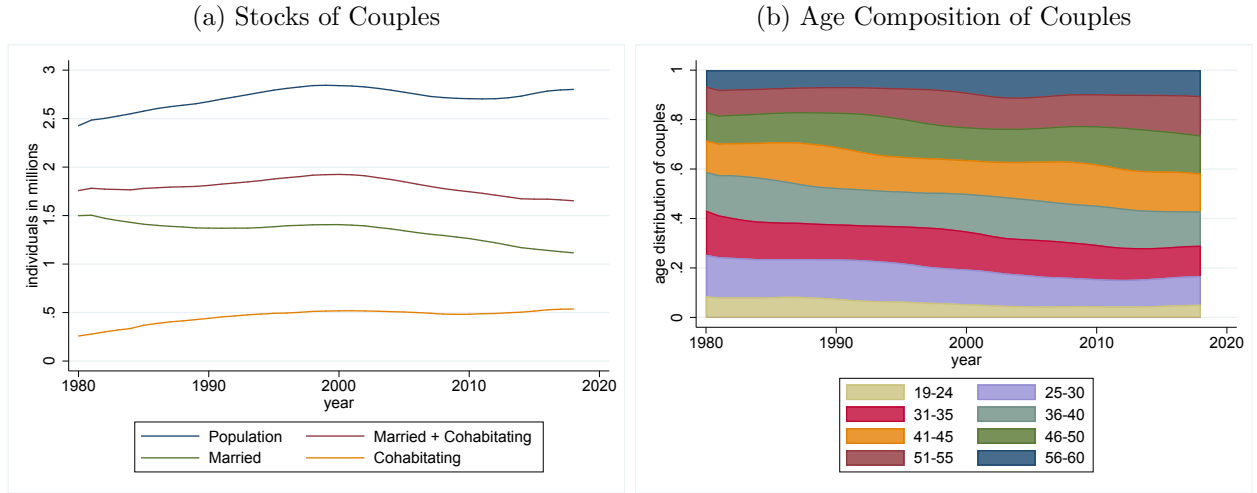 (a) Stocks of Couples
individuals in millions
3
2.5
2
1.5
1
.5
0
1980 1990 2000 2010 2020
year
Population Married + Cohabitating
Married Cohabitating
(b) Age Composition of Couples
age distribution of couples
1
.8
.6
.4
.2
0
1980 1990 2000 2010 2020
year
19-24 25-30
31-35 36-40
41-45 46-50
51-55 56-60